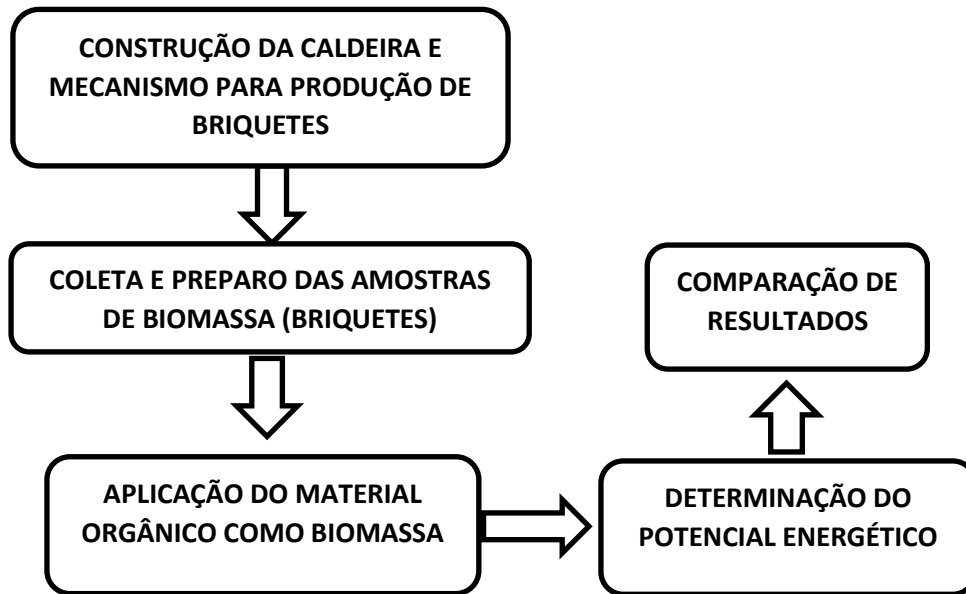 CONSTRUÇÃO DA CALDEIRA E
MECANISMO PARA PRODUÇÃO DE
BRIQUETES
COLETA E PREPARO DAS AMOSTRAS
DE BIOMASSA (BRIQUETES)
APLICAÇÃO DO MATERIAL
ORGÂNICO COMO BIOMASSA
DETERMINAÇÃO DO
POTENCIAL ENERGÉTICO
COMPARAÇÃO DE
RESULTADOS